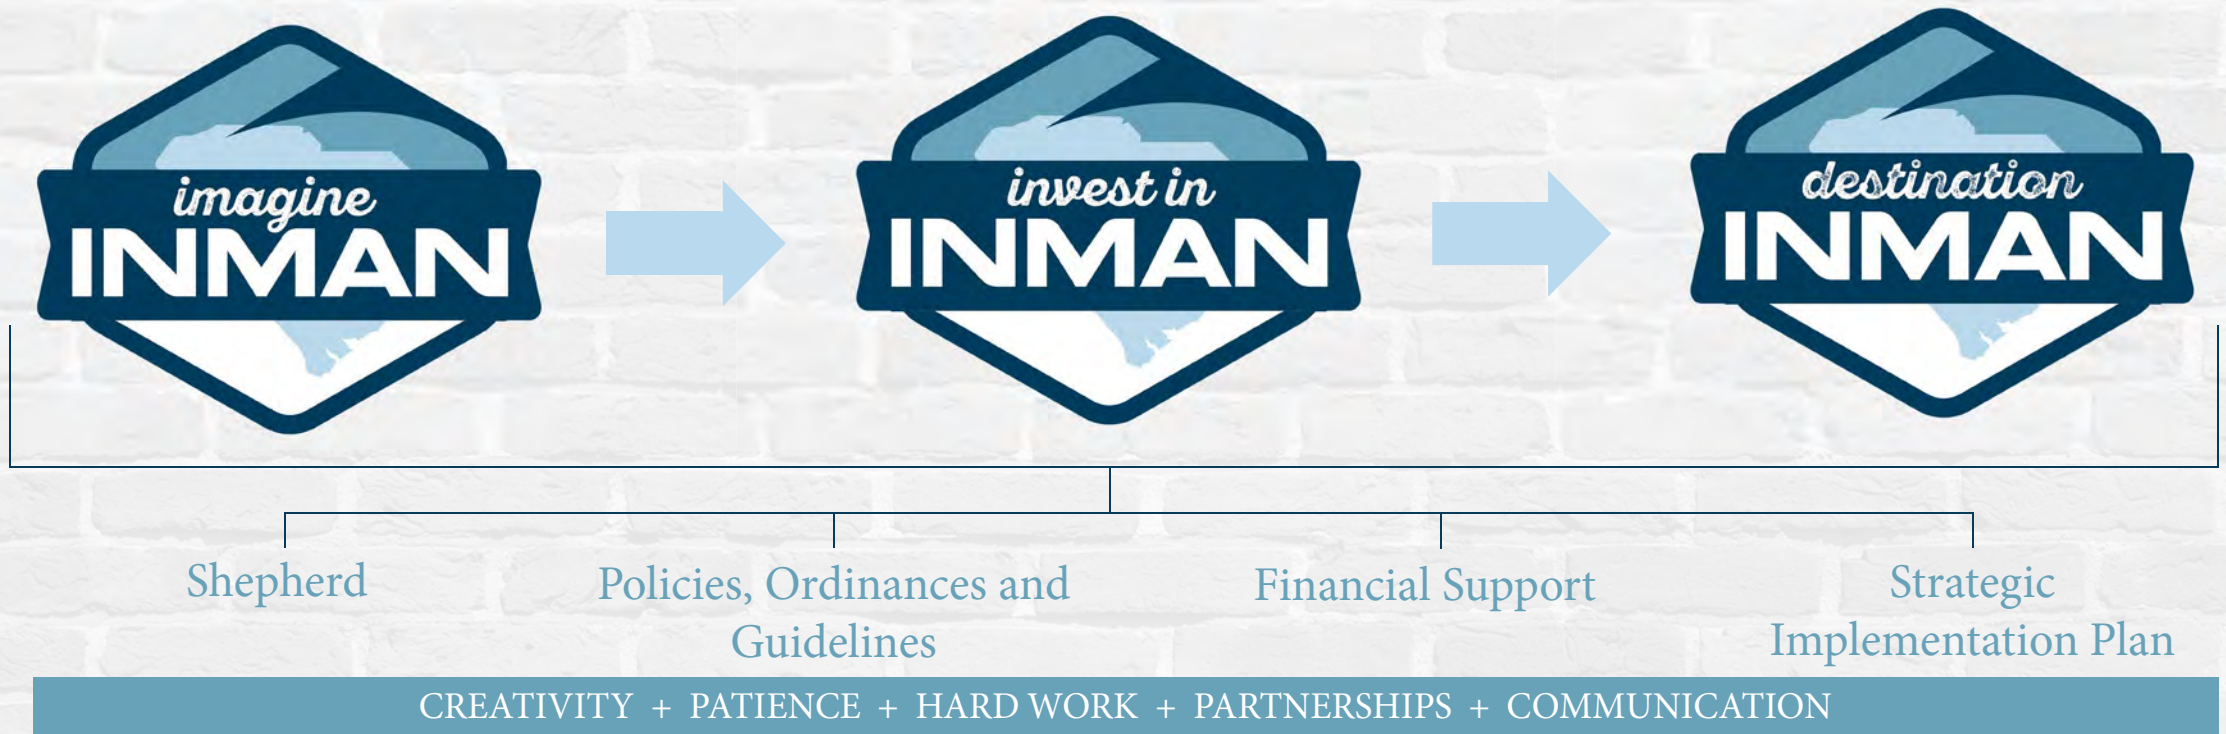 imagine
INMAN
invest in
INMAN
destination
INMAN
Shepherd
Policies, Ordinances and
Guidelines
Financial Support
Strategic
Implementation Plan
CREATIVITY + PATIENCE + HARD WORK + PARTNERSHIPS + COMMUNICATION